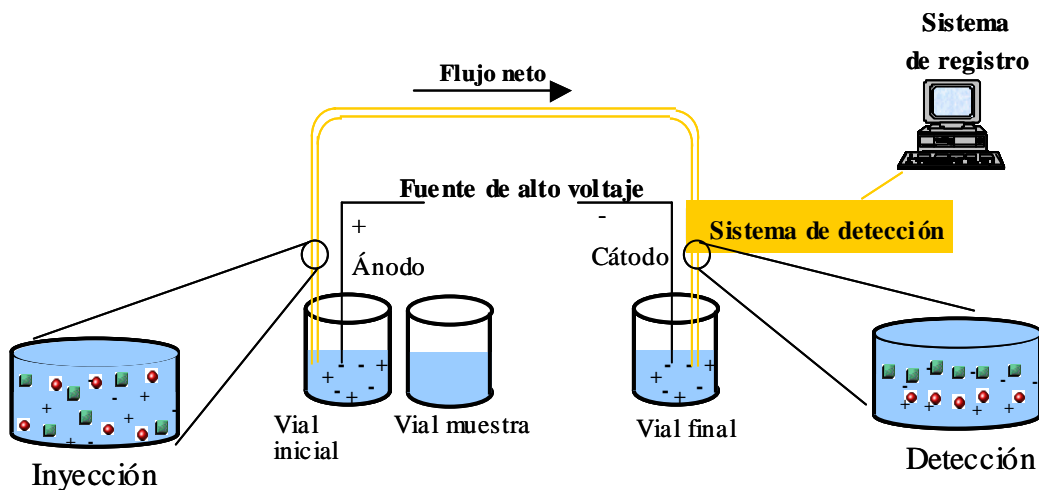 Sistema
de registro
Flujo neto
Fuente de alto voltaje
+
-
Sistema de detección
Ánodo
Cátodo
Vial
inicial
Vial muestra
Vial final
Inyección
Detección